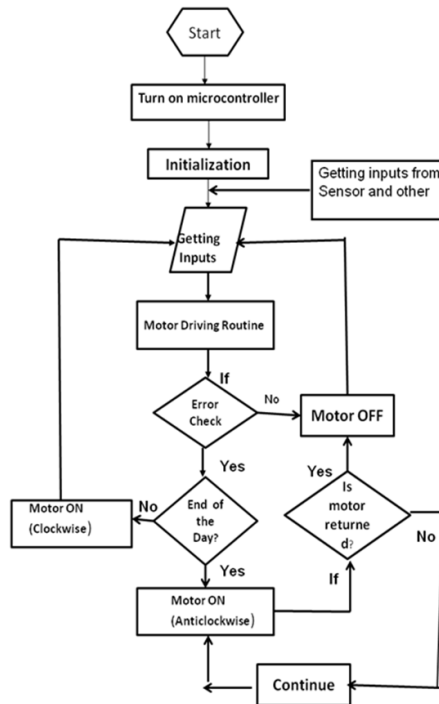 Start
Turn on microcontroller
Initialization
Getting inputs from
Sensor and other
Getting
Inputs
Motor Driving Routine
If
Error
Check
No
Motor OFF
Yes
Yes
Motor ON
(Clockwise)
No
End of
the
Day?
Is
motor
returne
d?
No
Yes
If
Motor ON
(Anticlockwise)
Continue